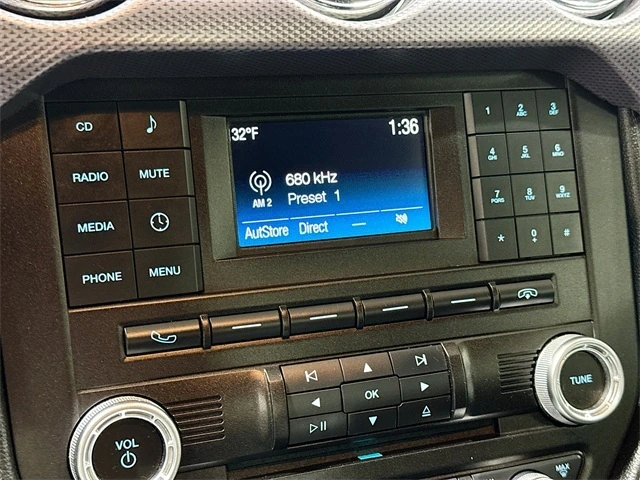 CD
RADIO
MUTE
MEDIA
PHONE
MENU
32°F
1:36
680 kHz
AM 2
Preset 1
AutStore Direct
1
2 ABC
3 DEF
4 GHI
5 JKL
6 MNO
7 PQRS
8 TUV
9 WXYZ
*
0 +
#
OK
VOL
TUNE
MAX